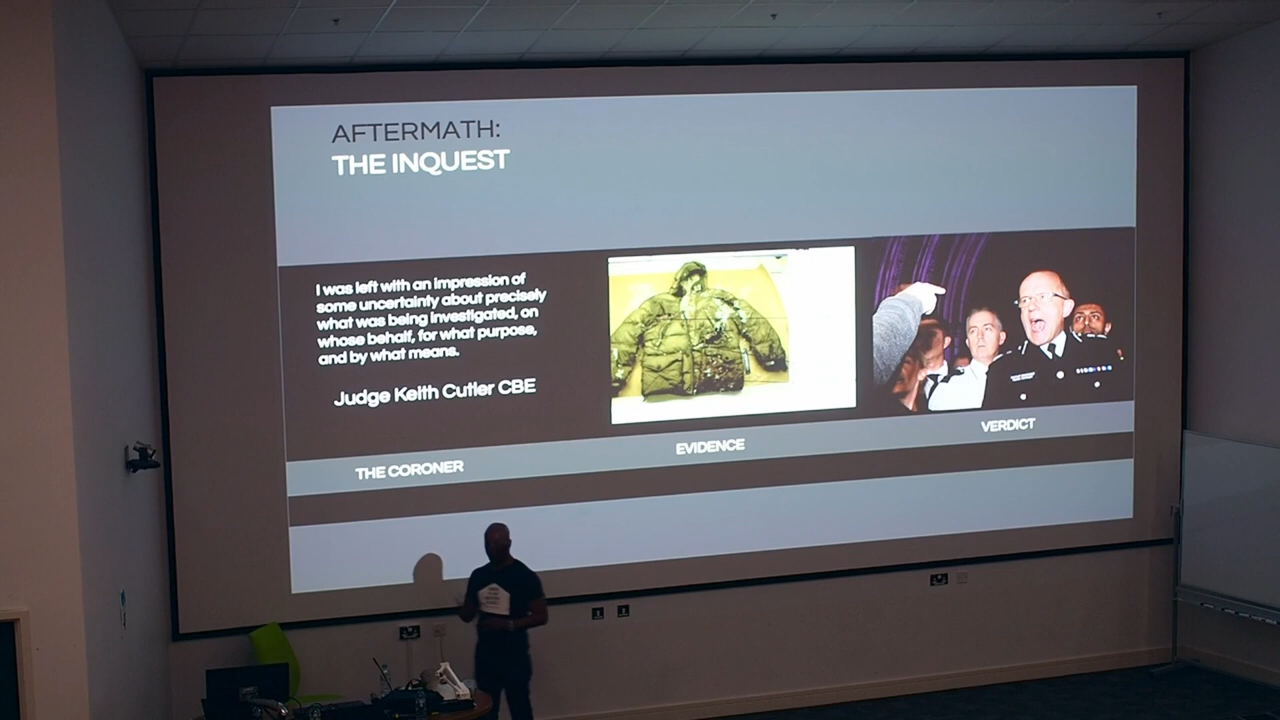 AFTERMATH:
THE INQUEST
I was left with an impression of
some uncertainty about precisely
what was being investigated, on
whose behalf, for what purpose,
and by what means.
Judge Keith Cutler CBE
THE CORONER
EVIDENCE
VERDICT